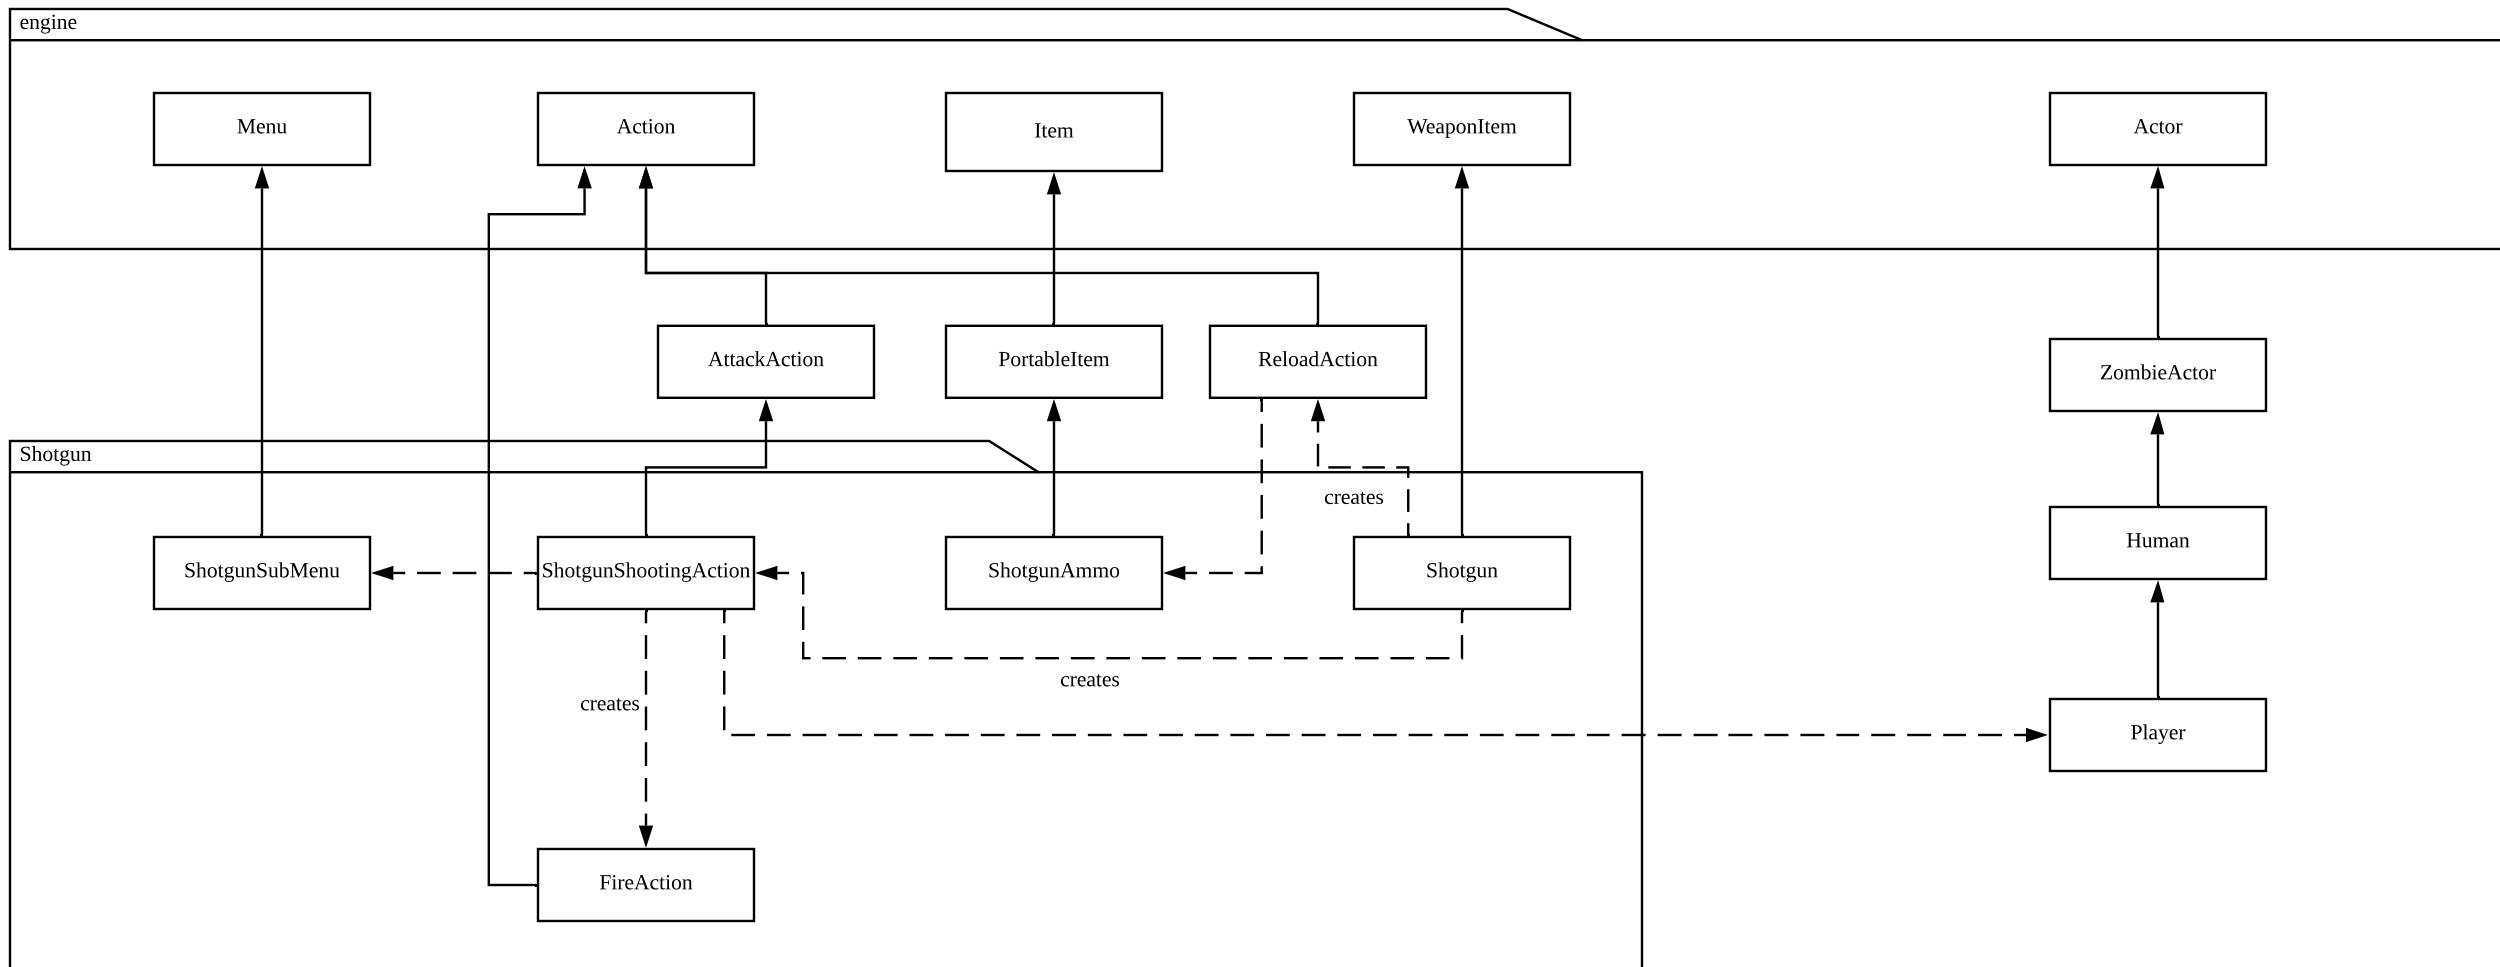 engine
Menu
Action
Item
WeaponItem
Actor
AttackAction
PortableItem
ReloadAction
ZombieActor
Shotgun
creates
ShotgunSubMenu
ShotgunShootingAction
ShotgunAmmo
Shotgun
Human
creates
creates
Player
FireAction